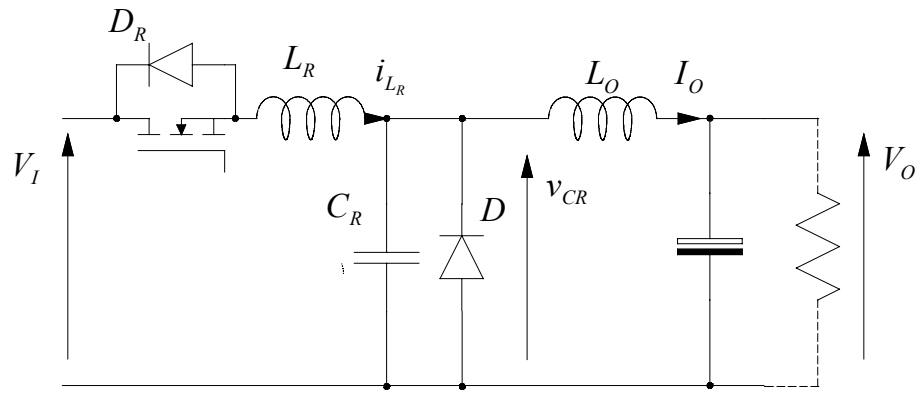 D_R
L_R
i_{L_R}
L_O
I_O
V_I
C_R
D
v_{CR}
V_O